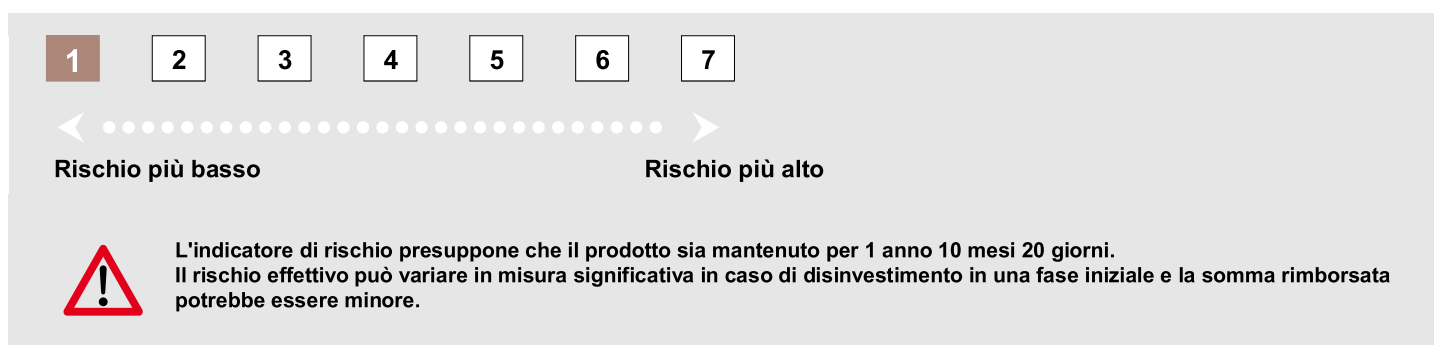 1 2 3 4 5 6 7
Rischio più basso Rischio più alto
L'indicatore di rischio presuppone che il prodotto sia mantenuto per 1 anno 10 mesi 20 giorni.
Il rischio effettivo può variare in misura significativa in caso di disinvestimento in una fase iniziale e la somma rimborsata
potrebbe essere minore.